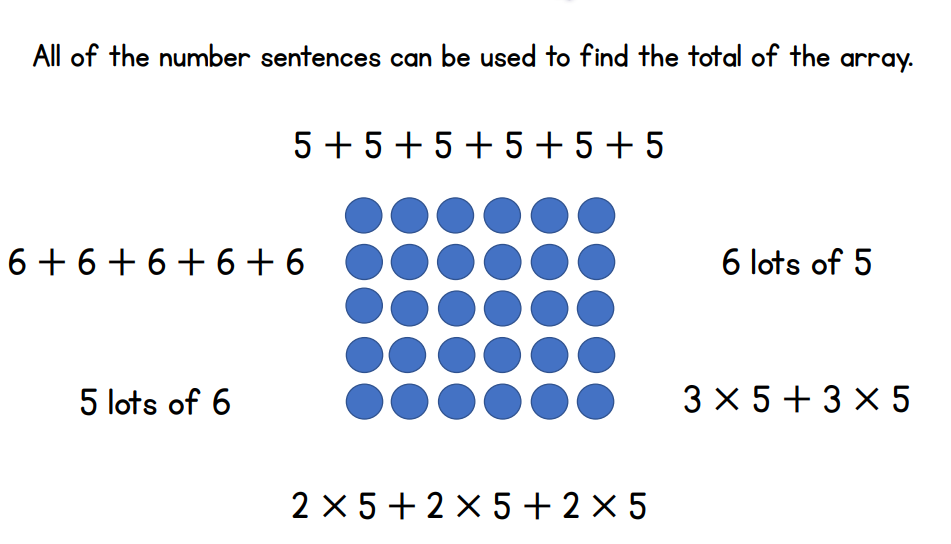 All of the number sentences can be used to find the total of the array.
5 + 5 + 5 + 5 + 5 + 5
6 + 6 + 6 + 6 + 6
6 lots of 5
5 lots of 6
3 × 5 + 3 × 5
2 × 5 + 2 × 5 + 2 × 5